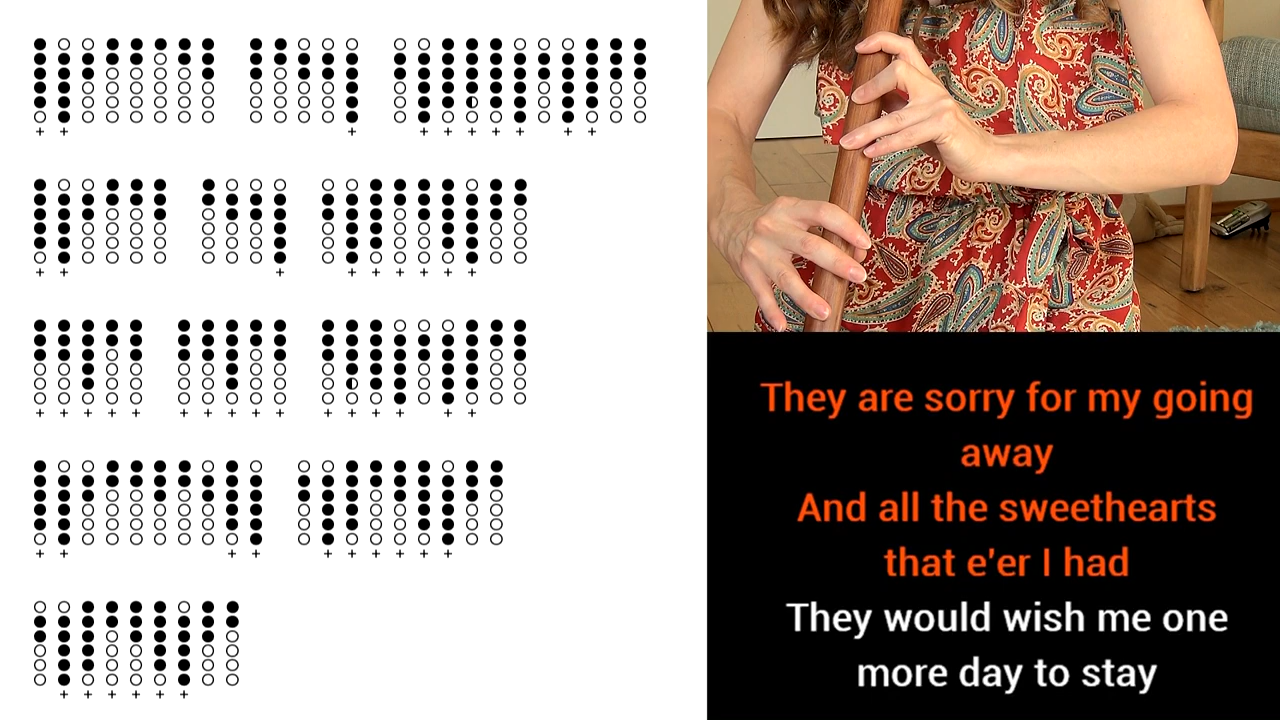 They are sorry for my going
away
And all the sweethearts
that e'er I had
They would wish me one
more day to stay